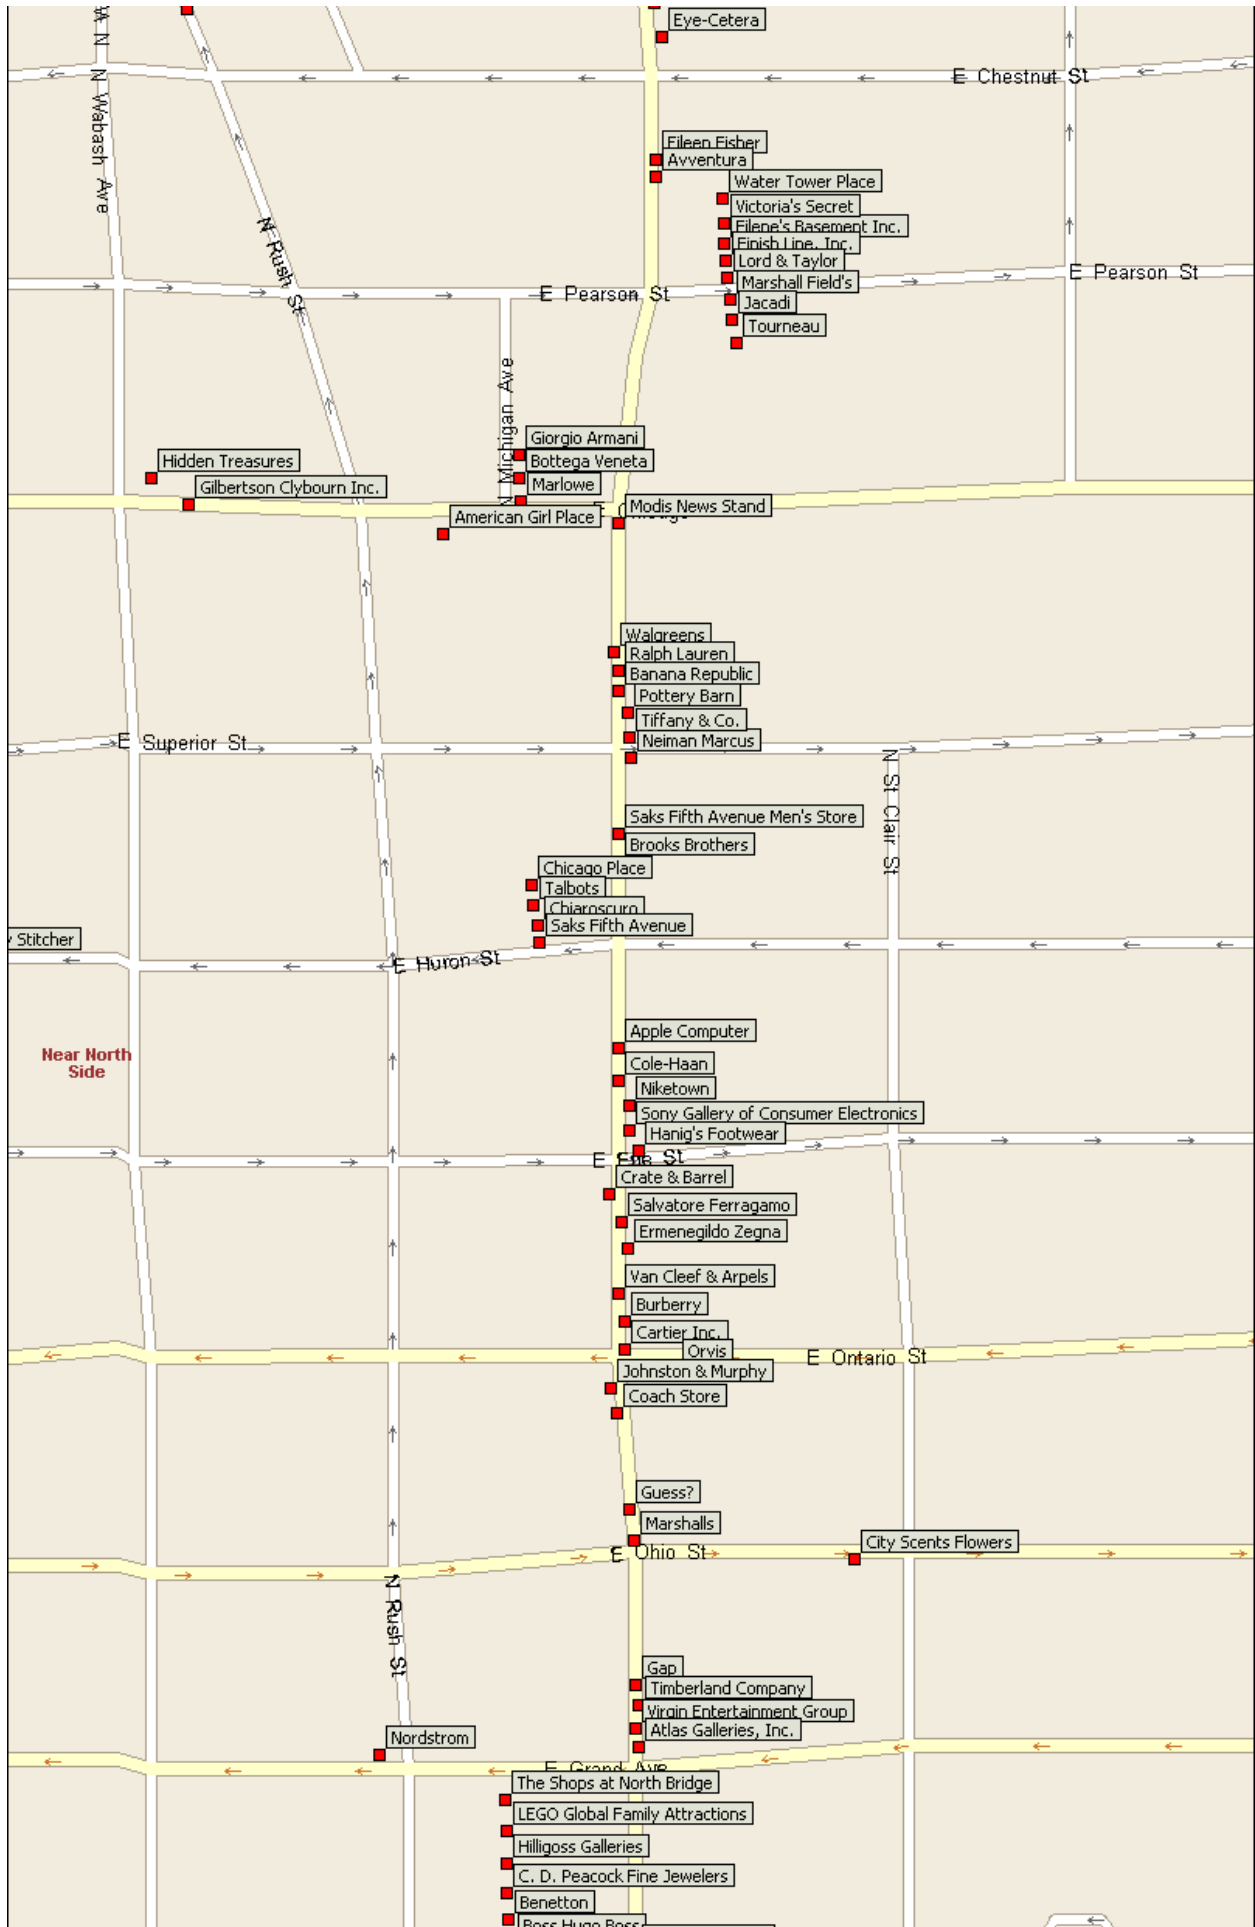 Eye-Cetera
N
N Wabash Ave
E Chestnut St
Eileen Fisher
Avventura
Water Tower Place
Victoria's Secret
Filene's Basement Inc.
Finish Line, Inc.
Lord & Taylor
Marshall Field's
Jacadi
Tourneau
N Rush St
E Pearson St
E Pearson St
N Michigan Ave
Giorgio Armani
Bottega Veneta
Marlowe
Hidden Treasures
Gilbertson Clybourn Inc.
American Girl Place
Modis News Stand
E
Walgreens
Ralph Lauren
Banana Republic
Pottery Barn
Tiffany & Co.
Neiman Marcus
E Superior St
N St Clair St
Saks Fifth Avenue Men's Store
Brooks Brothers
Chicago Place
Talbots
Chiaroscuro
Saks Fifth Avenue
Stitcher
E Huron St
Near North
Side
Apple Computer
Cole-Haan
Niketown
Sony Gallery of Consumer Electronics
Hanig's Footwear
E Erie St
Crate & Barrel
Salvatore Ferragamo
Ermenegildo Zegna
Van Cleef & Arpels
Burberry
Cartier Inc.
Orvis
E Ontario St
Johnston & Murphy
Coach Store
Guess?
Marshalls
E Ohio St
City Scents Flowers
N Rush St
Gap
Timberland Company
Virgin Entertainment Group
Atlas Galleries, Inc.
Nordstrom
E Grand Ave
The Shops at North Bridge
LEGO Global Family Attractions
Hilligoss Galleries
C. D. Peacock Fine Jewelers
Benetton
Boss Hugo Boss